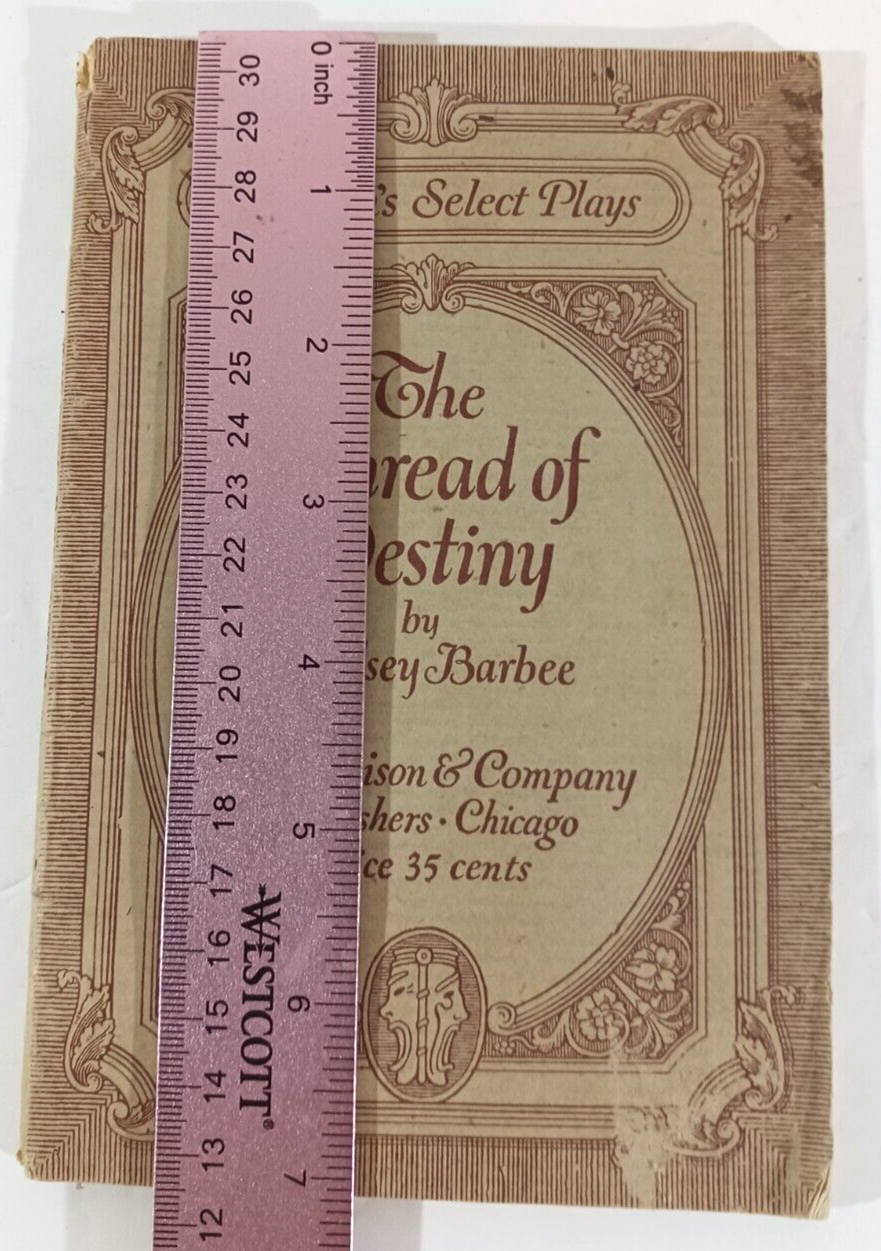 's Select Plays
The
read of
estiny
by
sey Barbee
ison & Company
shers · Chicago
ce 35 cents
0 inch
1
2
3
4
5
6
7
30
29
28
27
26
25
24
23
22
21
20
19
18
17
16
15
14
13
12
WESTCOTT®